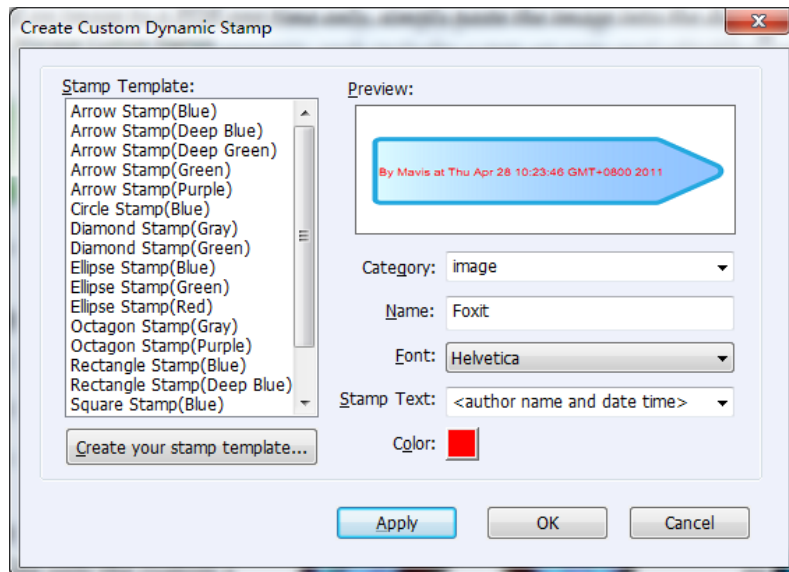 Create Custom Dynamic Stamp
Stamp Template:
Arrow Stamp(Blue)
Arrow Stamp(Deep Blue)
Arrow Stamp(Deep Green)
Arrow Stamp(Green)
Arrow Stamp(Purple)
Circle Stamp(Blue)
Diamond Stamp(Gray)
Diamond Stamp(Green)
Ellipse Stamp(Blue)
Ellipse Stamp(Green)
Ellipse Stamp(Red)
Octagon Stamp(Gray)
Octagon Stamp(Purple)
Rectangle Stamp(Blue)
Rectangle Stamp(Deep Blue)
Square Stamp(Blue)
Create your stamp template...
Preview:
By Mavis at Thu Apr 28 10:23:46 GMT+0800 2011
Category: image
Name: Foxit
Font: Helvetica
Stamp Text: <author name and date time>
Color:
Apply OK Cancel